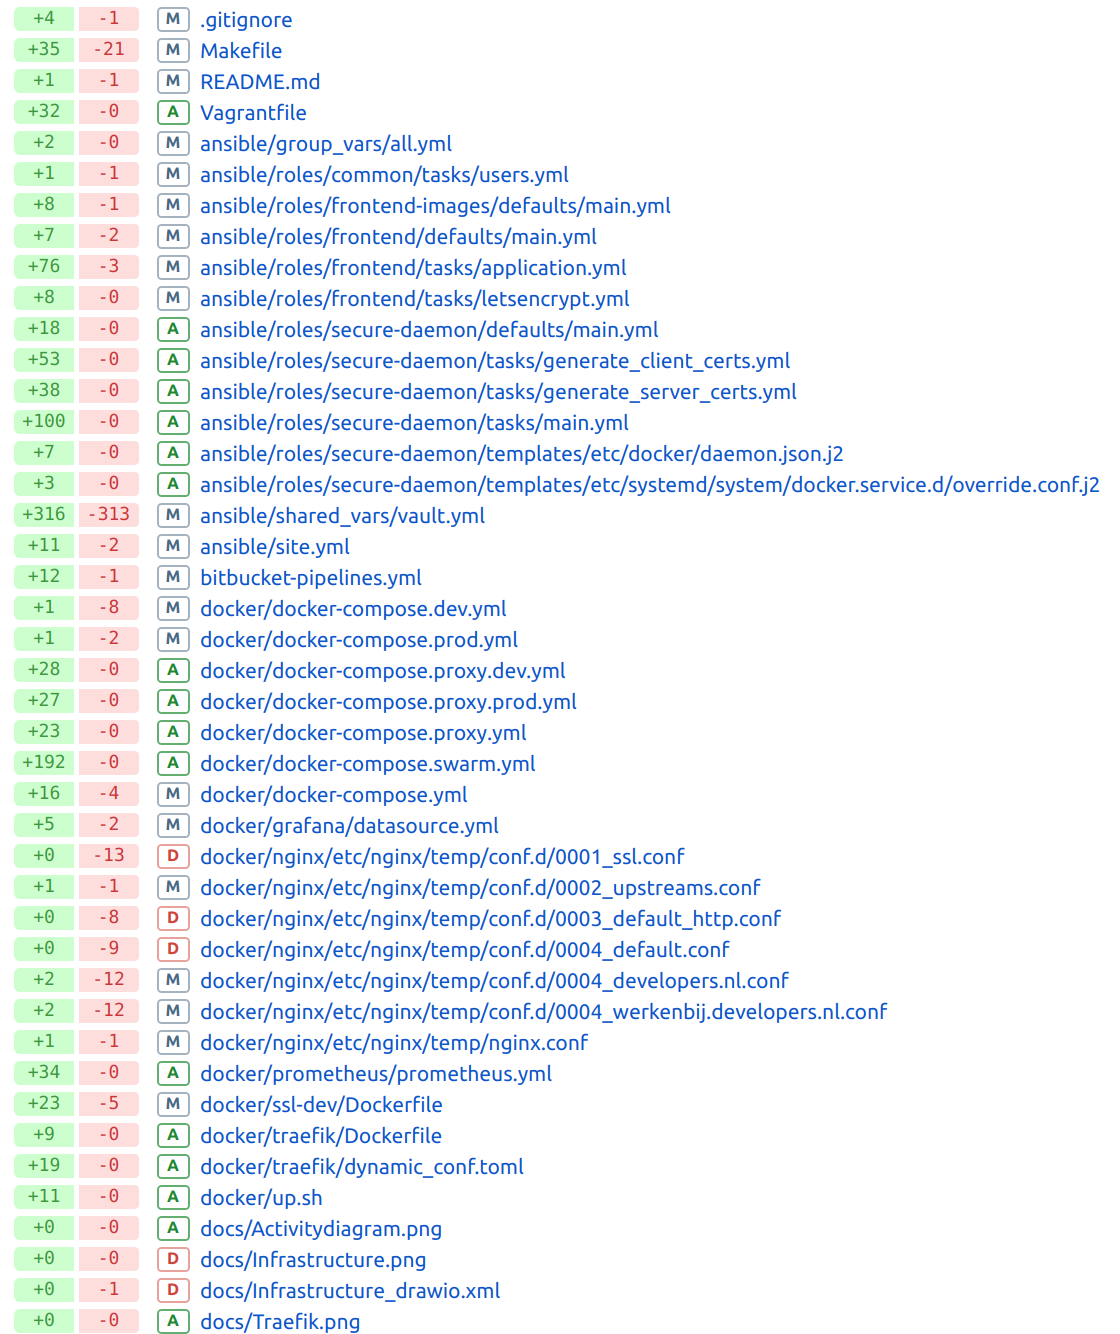 +4 -1 M .gitignore
+35 -21 M Makefile
+1 -1 M README.md
+32 -0 A Vagrantfile
+2 -0 M ansible/group_vars/all.yml
+1 -1 M ansible/roles/common/tasks/users.yml
+8 -1 M ansible/roles/frontend-images/defaults/main.yml
+7 -2 M ansible/roles/frontend/defaults/main.yml
+76 -3 M ansible/roles/frontend/tasks/application.yml
+8 -0 M ansible/roles/frontend/tasks/letsencrypt.yml
+18 -0 A ansible/roles/secure-daemon/defaults/main.yml
+53 -0 A ansible/roles/secure-daemon/tasks/generate_client_certs.yml
+38 -0 A ansible/roles/secure-daemon/tasks/generate_server_certs.yml
+100 -0 A ansible/roles/secure-daemon/tasks/main.yml
+7 -0 A ansible/roles/secure-daemon/templates/etc/docker/daemon.json.j2
+3 -0 A ansible/roles/secure-daemon/templates/etc/systemd/system/docker.service.d/override.conf.j2
+316 -313 M ansible/shared_vars/vault.yml
+11 -2 M ansible/site.yml
+12 -1 M bitbucket-pipelines.yml
+1 -8 M docker/docker-compose.dev.yml
+1 -2 M docker/docker-compose.prod.yml
+28 -0 A docker/docker-compose.proxy.dev.yml
+27 -0 A docker/docker-compose.proxy.prod.yml
+23 -0 A docker/docker-compose.proxy.yml
+192 -0 A docker/docker-compose.swarm.yml
+16 -4 M docker/docker-compose.yml
+5 -2 M docker/grafana/datasource.yml
+0 -13 D docker/nginx/etc/nginx/temp/conf.d/0001_ssl.conf
+1 -1 M docker/nginx/etc/nginx/temp/conf.d/0002_upstreams.conf
+0 -8 D docker/nginx/etc/nginx/temp/conf.d/0003_default_http.conf
+0 -9 D docker/nginx/etc/nginx/temp/conf.d/0004_default.conf
+2 -12 M docker/nginx/etc/nginx/temp/conf.d/0004_developers.nl.conf
+2 -12 M docker/nginx/etc/nginx/temp/conf.d/0004_werkenbij.developers.nl.conf
+1 -1 M docker/nginx/etc/nginx/temp/nginx.conf
+34 -0 A docker/prometheus/prometheus.yml
+23 -5 M docker/ssl-dev/Dockerfile
+9 -0 A docker/traefik/Dockerfile
+19 -0 A docker/traefik/dynamic_conf.toml
+11 -0 A docker/up.sh
+0 -0 A docs/Activitydiagram.png
+0 -0 D docs/Infrastructure.png
+0 -1 D docs/Infrastructure_drawio.xml
+0 -0 A docs/Traefik.png